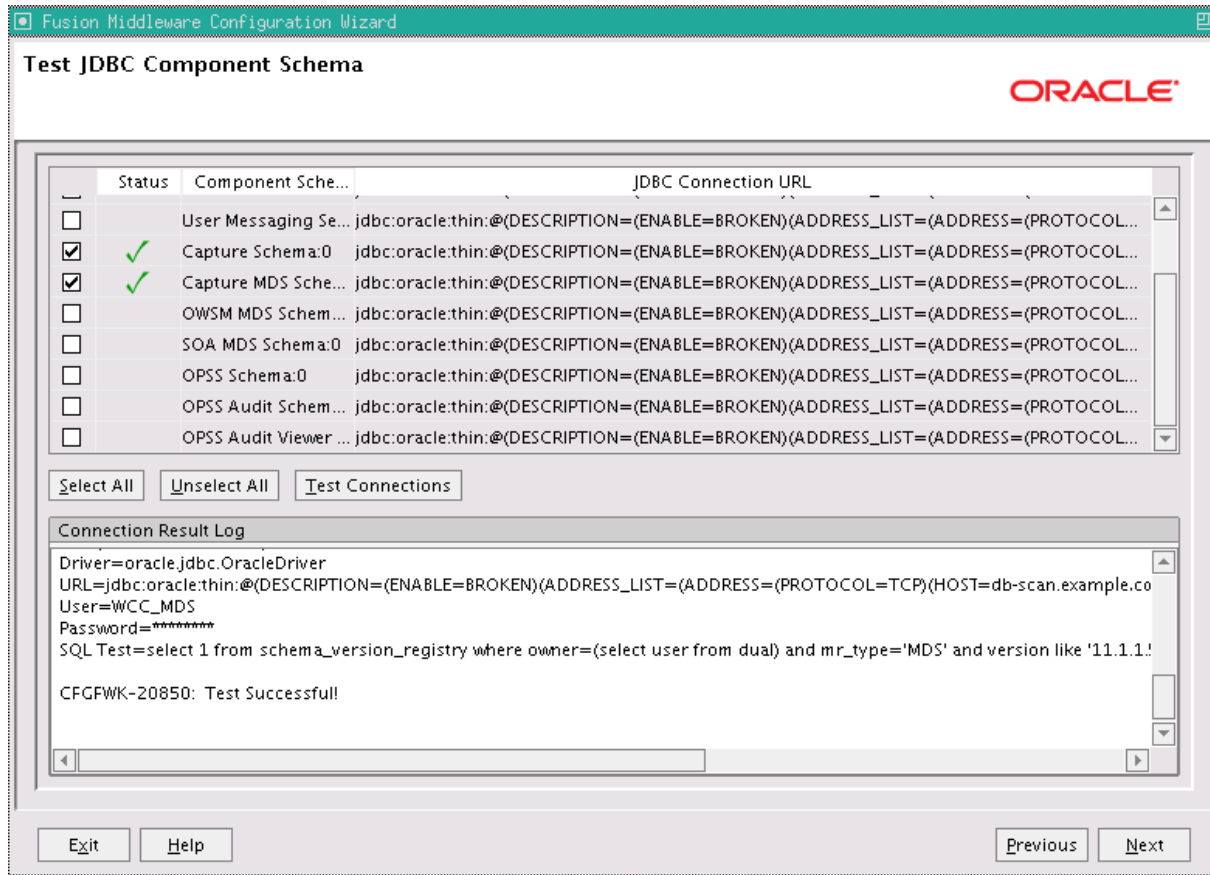 Fusion Middleware Configuration Wizard
Test JDBC Component Schema
ORACLE
Status Component Sche... JDBC Connection URL
User Messaging Se... jdbc:oracle:thin:@(DESCRIPTION=(ENABLE=BROKEN)(ADDRESS_LIST=(ADDRESS=(PROTOCOL...
Capture Schema:0 jdbc:oracle:thin:@(DESCRIPTION=(ENABLE=BROKEN)(ADDRESS_LIST=(ADDRESS=(PROTOCOL...
Capture MDS Sche... jdbc:oracle:thin:@(DESCRIPTION=(ENABLE=BROKEN)(ADDRESS_LIST=(ADDRESS=(PROTOCOL...
OWSM MDS Schem... jdbc:oracle:thin:@(DESCRIPTION=(ENABLE=BROKEN)(ADDRESS_LIST=(ADDRESS=(PROTOCOL...
SOA MDS Schema:0 jdbc:oracle:thin:@(DESCRIPTION=(ENABLE=BROKEN)(ADDRESS_LIST=(ADDRESS=(PROTOCOL...
OPSS Schema:0 jdbc:oracle:thin:@(DESCRIPTION=(ENABLE=BROKEN)(ADDRESS_LIST=(ADDRESS=(PROTOCOL...
OPSS Audit Schem... jdbc:oracle:thin:@(DESCRIPTION=(ENABLE=BROKEN)(ADDRESS_LIST=(ADDRESS=(PROTOCOL...
OPSS Audit Viewer ... jdbc:oracle:thin:@(DESCRIPTION=(ENABLE=BROKEN)(ADDRESS_LIST=(ADDRESS=(PROTOCOL...
Select All Unselect All Test Connections
Connection Result Log
Driver=oracle.jdbc.OracleDriver
URL=jdbc:oracle:thin:@(DESCRIPTION=(ENABLE=BROKEN)(ADDRESS_LIST=(ADDRESS=(PROTOCOL=TCP)(HOST=db-scan.example.co
User=WCC_MDS
Password=********
SQL Test=select 1 from schema_version_registry where owner=(select user from dual) and mr_type='MDS' and version like '11.1.1.
CFGFWK-20850: Test Successful!
Exit Help Previous Next